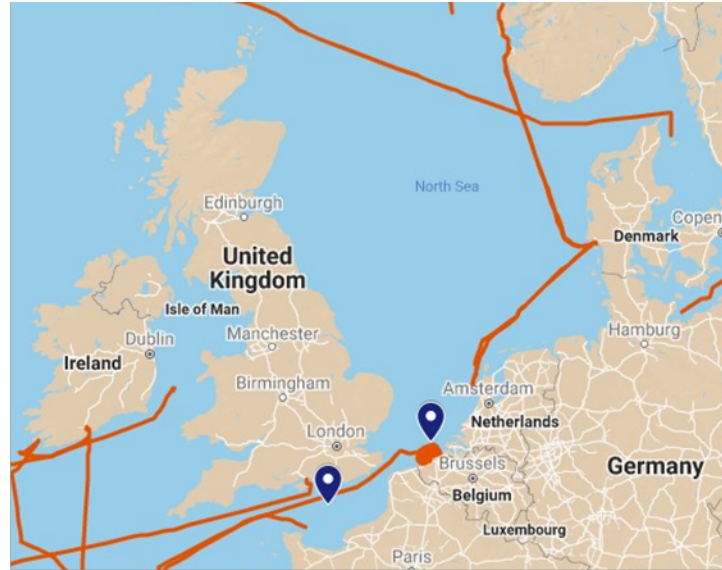 North Sea
Edinburgh
Copen
Denmark
United
Kingdom
Isle of Man
Hamburg
Dublin
Manchester
Ireland
Birmingham
Amsterdam
Netherlands
London
Brussels
Germany
Belgium
Luxembourg
Paris